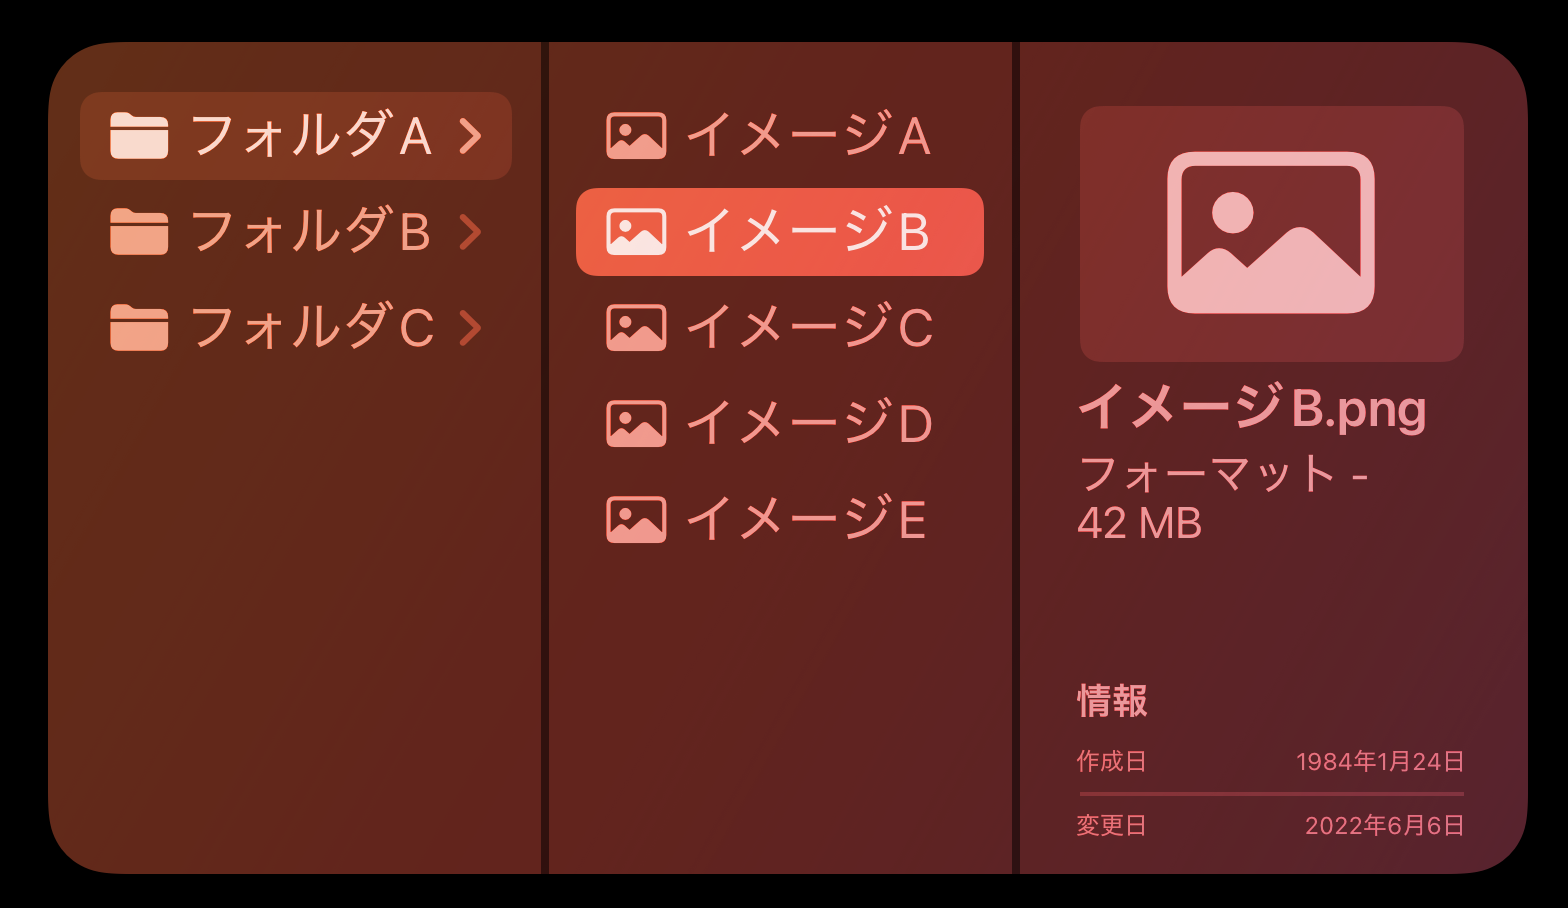 フォルダA
フォルダB
フォルダC
イメージA
イメージB
イメージC
イメージD
イメージE
イメージB.png
フォーマット -
42 MB
情報
作成日 1984年1月24日
変更日 2022年6月6日